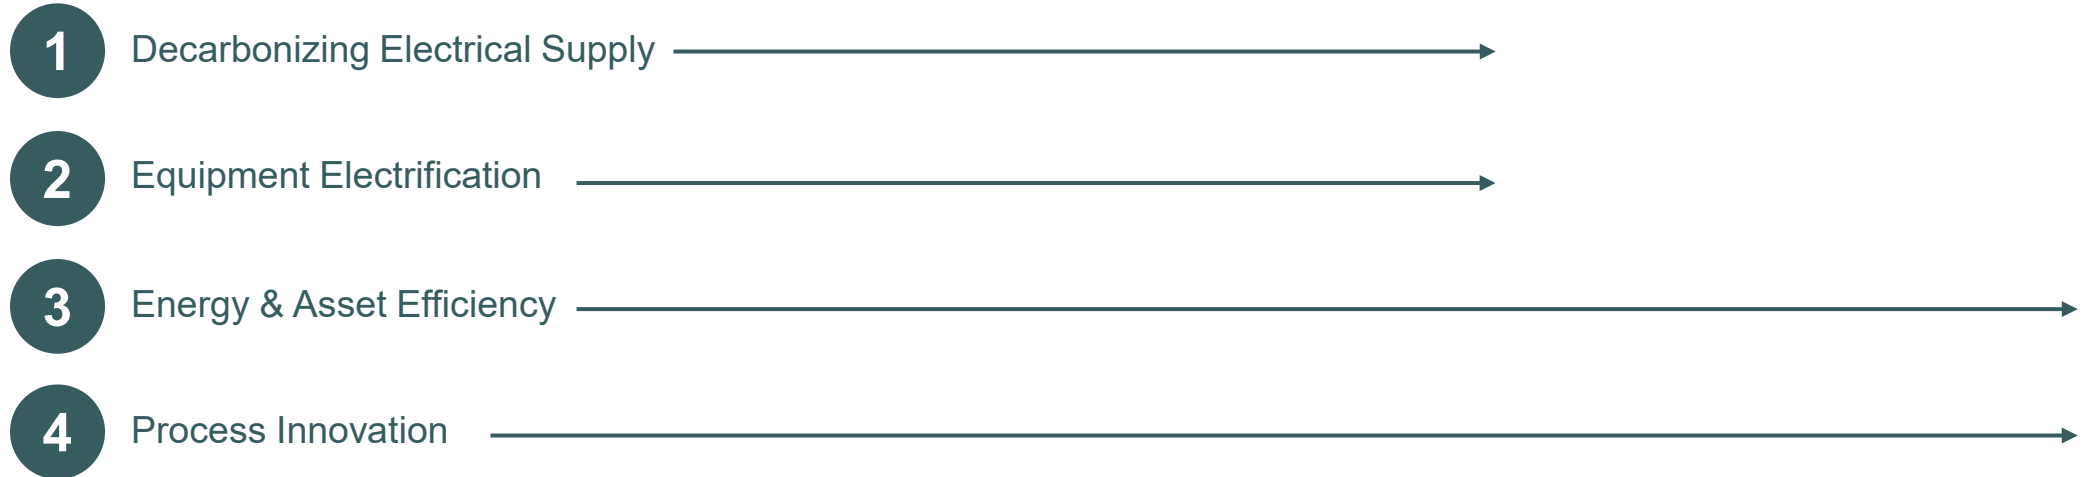 1 Decarbonizing Electrical Supply
2 Equipment Electrification
3 Energy & Asset Efficiency
4 Process Innovation